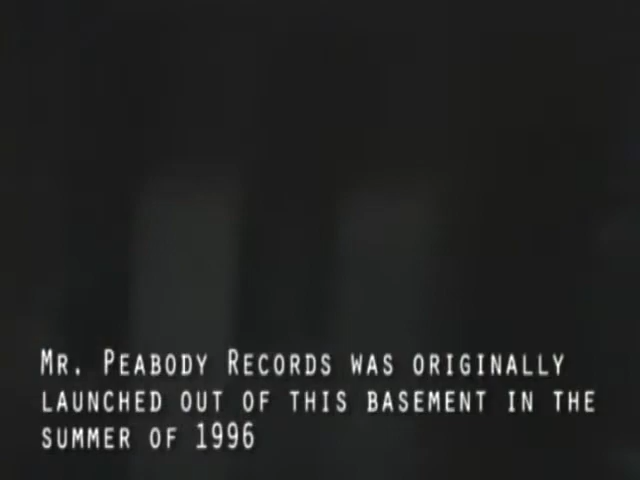 Mr. Peabody Records was originally
launched out of this basement in the
summer of 1996